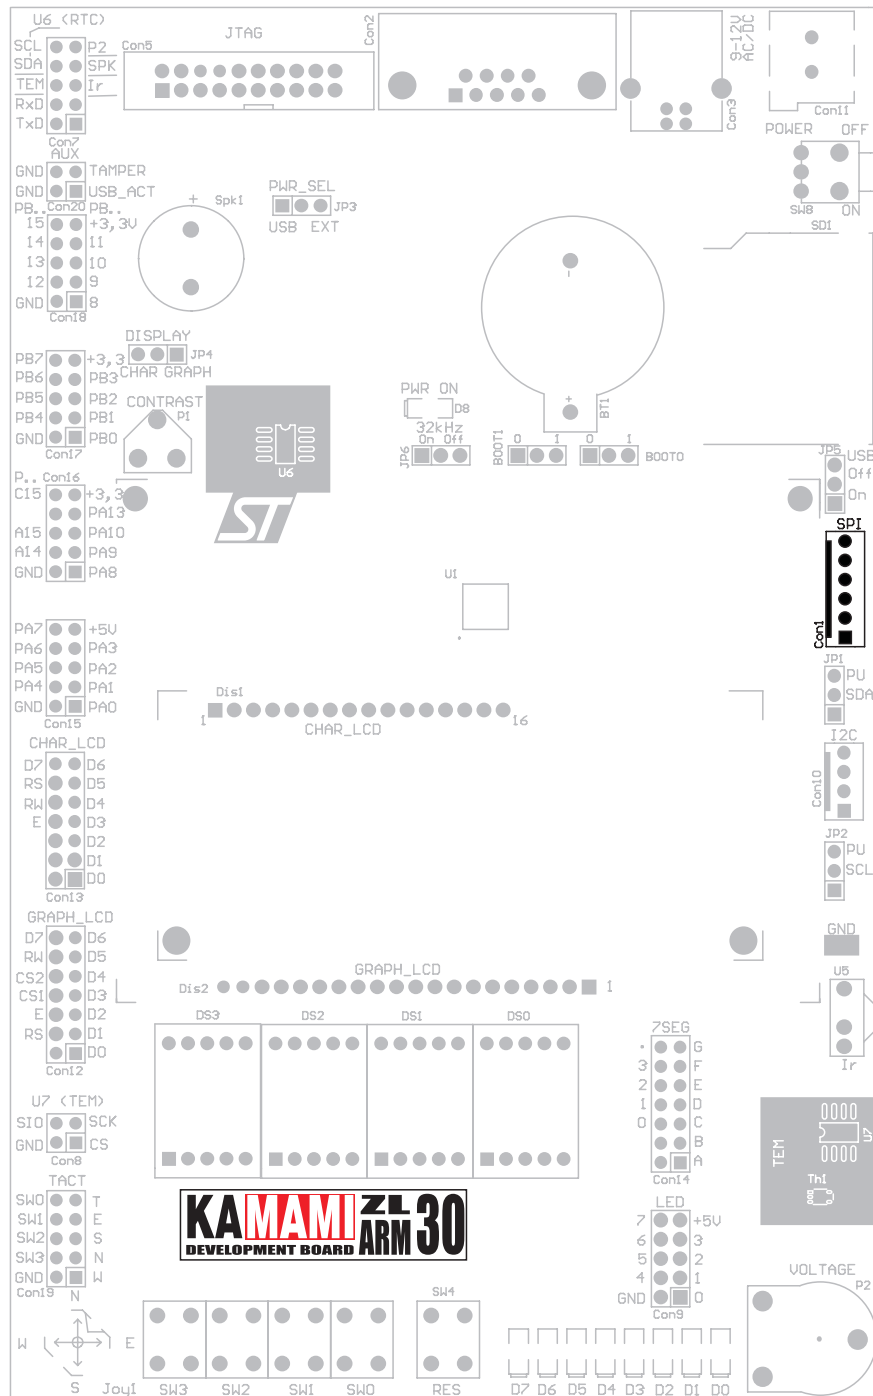 U6 (RTC)
SCL P2
SDA SPK
TEM Ir
RxD
TxD
Con7
JTAG
Con5
Con2
Con3
9-12V
AC/DC
Con11
POWER OFF
SW8 ON
AUX
GND TAMPER
GND USB_ACT
Con20
PB.. PB..
15 +3,3V
14 11
13 10
12 9
GND 8
Con18
+ Spk1
PWR_SEL
JP3
USB EXT
SD1
-
+
BT1
DISPLAY
JP4
CHAR GRAPH
PB7 +3,3
PB6 PB3
PB5 PB2
PB4 PB1
GND PB0
Con17
CONTRAST
P1
U6
ST
PWR ON
D8
32kHz
On Off
JP6
BOOT1
0 1
0 1
BOOT0
JP5 USB
Off
On
P.. Con16
C15 +3,3
PA13
A15 PA10
A14 PA9
GND PA8
SPI
Con1
U1
PA7 +5V
PA6 PA3
PA5 PA2
PA4 PA1
GND PA0
Con15
JP1
PU
SDA
Dis1
1 16
CHAR_LCD
I2C
Con10
CHAR_LCD
D7 D6
RS D5
RW D4
E D3
D2
D1
D0
Con13
JP2
PU
SCL
GRAPH_LCD
D7 D6
RW D5
CS2 D4
CS1 D3
E D2
RS D1
D0
Con12
GND
GRAPH_LCD
Dis2 1
U5
Ir
DS3 DS2 DS1 DS0
7SEG
. G
3 F
2 E
1 D
0 C
B
A
Con14
U7 (TEM)
SIO SCK
GND CS
Con8
TEM
U7
Th1
TACT
SW0 T
SW1 E
SW2 S
SW3 N
GND W
Con19
KAMAMI ZL
ARM 30
DEVELOPMENT BOARD
LED
7 +5V
6 3
5 2
4 1
GND 0
Con9
VOLTAGE
P2
N
W E
S Joy1
SW4
SW3 SW2 SW1 SW0 RES
D7 D6 D5 D4 D3 D2 D1 D0